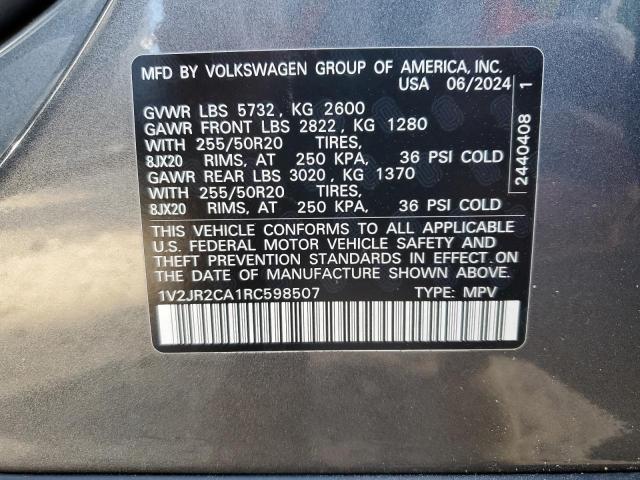 MFD BY VOLKSWAGEN GROUP OF AMERICA, INC.
USA 06/2024
GVWR LBS 5732, KG 2600
GAWR FRONT LBS 2822, KG 1280
WITH 255/50R20 TIRES,
8JX20 RIMS, AT 250 KPA, 36 PSI COLD
GAWR REAR LBS 3020, KG 1370
WITH 255/50R20 TIRES,
8JX20 RIMS, AT 250 KPA, 36 PSI COLD
THIS VEHICLE CONFORMS TO ALL APPLICABLE
U.S. FEDERAL MOTOR VEHICLE SAFETY AND
THEFT PREVENTION STANDARDS IN EFFECT ON
THE DATE OF MANUFACTURE SHOWN ABOVE.
1V2JR2CA1RC598507 TYPE: MPV
2440408 1